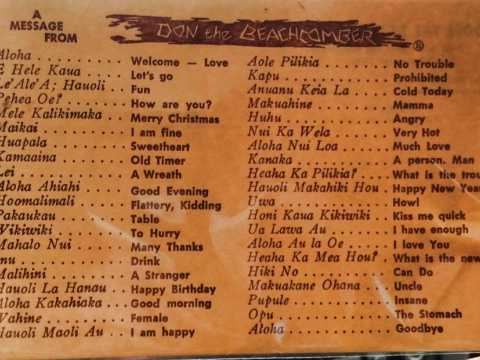 A
MESSAGE
FROM
DON the BEACHCOMBER ®
Aloha . . . . . . . . . . Welcome — Love
E Hele Kaua . . . . . . . Let's go
Le'Ale'A; Hauoli . . . . Fun
Pehea Oe? . . . . . . . . How are you?
Mele Kalikimaka . . . . . Merry Christmas
Maikai . . . . . . . . . I am fine
Huapala . . . . . . . . . Sweetheart
Kamaaina . . . . . . . . Old Timer
Lei . . . . . . . . . . . A Wreath
Aloha Ahiahi . . . . . . Good Evening
Hoomalimali . . . . . . . Flattery, Kidding
Pakaukau . . . . . . . . Table
Wikiwiki . . . . . . . . To Hurry
Mahalo Nui . . . . . . . Many Thanks
nu . . . . . . . . . . . Drink
Malihini . . . . . . . . A Stranger
Hauoli La Hanau . . . . . Happy Birthday
Aloha Kakahiaka . . . . . Good morning
Wahine . . . . . . . . . Female
Hauoli Maoli Au . . . . . I am happy
Aole Pilikia . . . . . . No Trouble
Kapu . . . . . . . . . . Prohibited
Anuanu Keia La . . . . . Cold Today
Makuahine . . . . . . . . Mamma
Huhu . . . . . . . . . . Angry
Nui Ka Wela . . . . . . . Very Hot
Aloha Nui Loa . . . . . . Much Love
Kanaka . . . . . . . . . A person. Man
Heaha Ka Pilikia? . . . . What is the trou
Hauoli Makahiki Hou . . Happy New Year
Uwa . . . . . . . . . . . Howl
Honi Kaua Kikiwiki . . . Kiss me quick
Ua Lawa Au . . . . . . . I have enough
Aloha Au Ia Oe . . . . . I love You
Heaha Ka Mea Hou? . . What is the new
Hiki No . . . . . . . . . Can Do
Makuakane Ohana . . . . . Uncle
Pupule . . . . . . . . . Insane
Opu . . . . . . . . . . . The Stomach
Aloha . . . . . . . . . . Goodbye